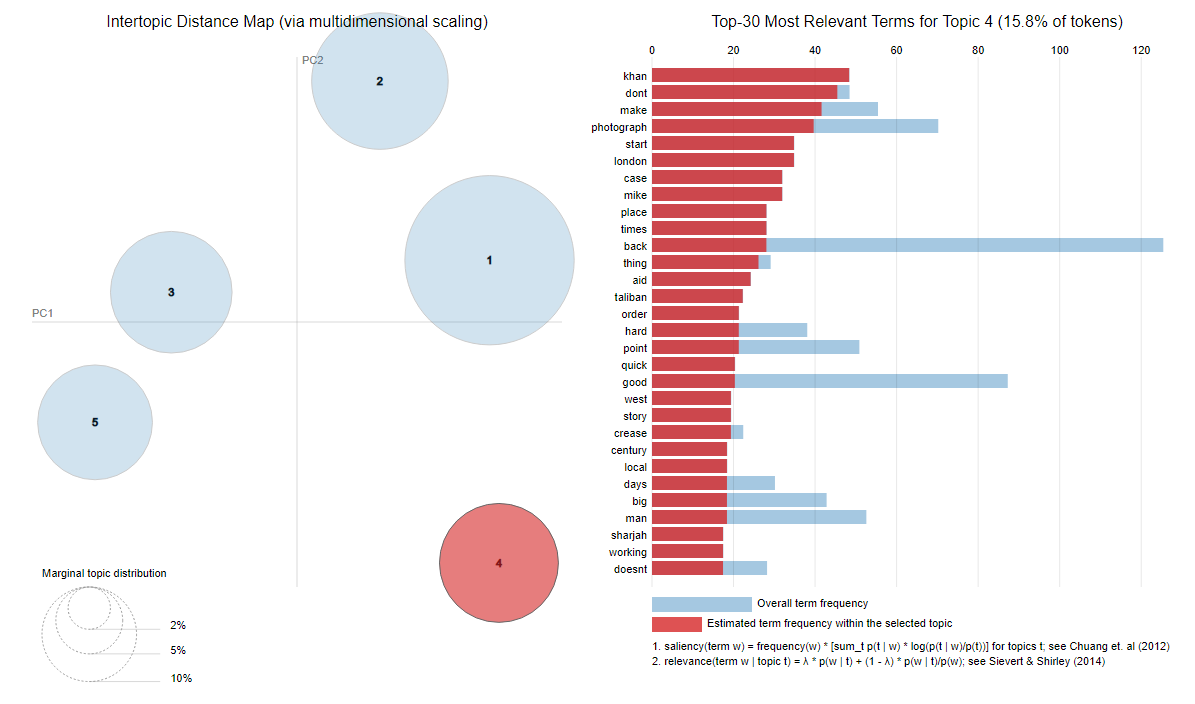 Intertopic Distance Map (via multidimensional scaling)
PC2
2
1
3
PC1
5
4
Marginal topic distribution
2%
5%
10%
Top-30 Most Relevant Terms for Topic 4 (15.8% of tokens)
0 20 40 60 80 100 120
khan
dont
make
photograph
start
london
case
mike
place
times
back
thing
aid
taliban
order
hard
point
quick
good
west
story
crease
century
local
days
big
man
sharjah
working
doesnt
Overall term frequency
Estimated term frequency within the selected topic
1. saliency(term w) = frequency(w) * [sum_t p(t | w) * log(p(t | w)/p(t))] for topics t; see Chuang et. al (2012)
2. relevance(term w | topic t) = λ * p(w | t) + (1 - λ) * p(w | t)/p(w); see Sievert & Shirley (2014)